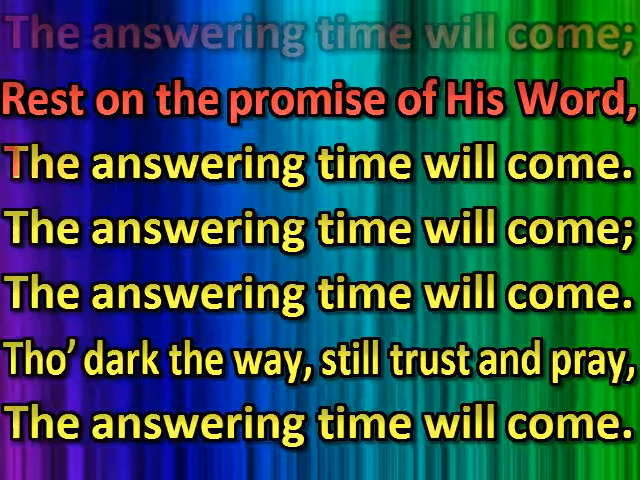 The answering time will come;
Rest on the promise of His Word,
The answering time will come.
The answering time will come;
The answering time will come.
Tho’ dark the way, still trust and pray,
The answering time will come.